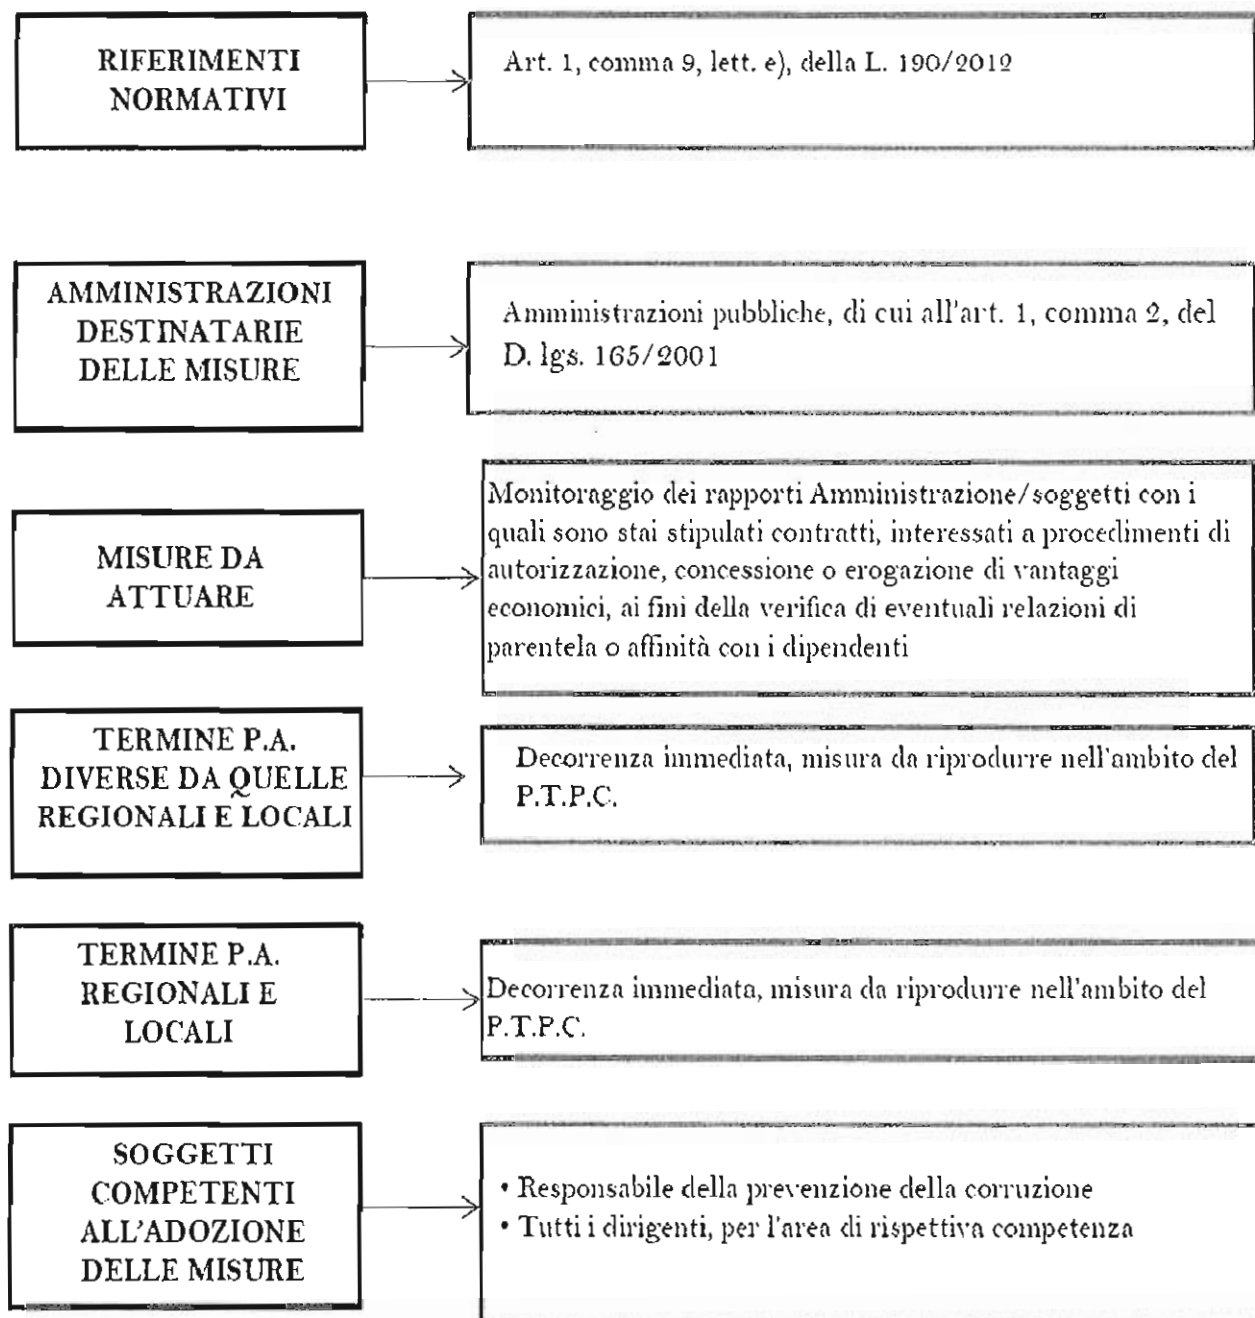 RIFERIMENTI
NORMATIVI
Art. 1, comma 9, lett. e), della L. 190/2012
AMMINISTRAZIONI
DESTINATARIE
DELLE MISURE
Amministrazioni pubbliche, di cui all'art. 1, comma 2, del
D. lgs. 165/2001
MISURE DA
ATTUARE
Monitoraggio dei rapporti Amministrazione/soggetti con i
quali sono stai stipulati contratti, interessati a procedimenti di
autorizzazione, concessione o erogazione di vantaggi
economici, ai fini della verifica di eventuali relazioni di
parentela o affinità con i dipendenti
TERMINE P.A.
DIVERSE DA QUELLE
REGIONALI E LOCALI
Decorrenza immediata, misura da riprodurre nell'ambito del
P.T.P.C.
TERMINE P.A.
REGIONALI E
LOCALI
Decorrenza immediata, misura da riprodurre nell'ambito del
P.T.P.C.
SOGGETTI
COMPETENTI
ALL'ADOZIONE
DELLE MISURE
• Responsabile della prevenzione della corruzione
• Tutti i dirigenti, per l'area di rispettiva competenza